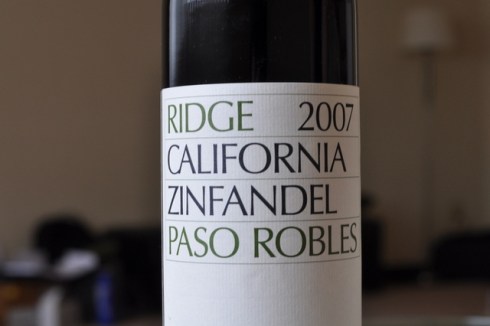 RIDGE 2007
CALIFORNIA
ZINFANDEL
PASO ROBLES